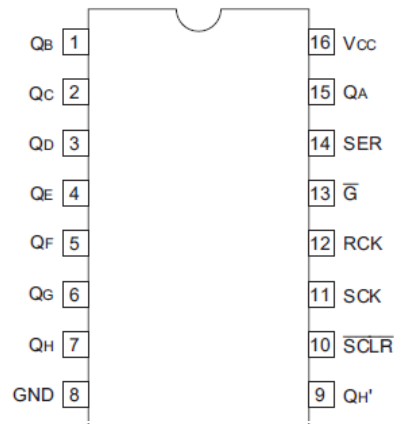 QB 1 16 VCC
QC 2 15 QA
QD 3 14 SER
QE 4 13 G̅
QF 5 12 RCK
QG 6 11 SCK
QH 7 10 S̅C̅L̅R̅
GND 8 9 QH'